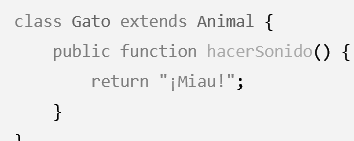 class Gato extends Animal {
    public function hacerSonido() {
        return "¡Miau!";
    }
}